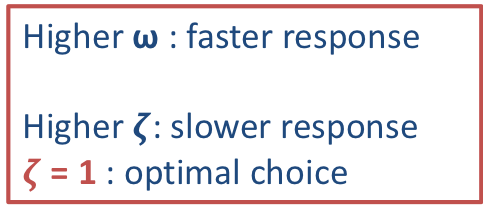 Higher ω : faster response
Higher ζ: slower response
ζ = 1 : optimal choice